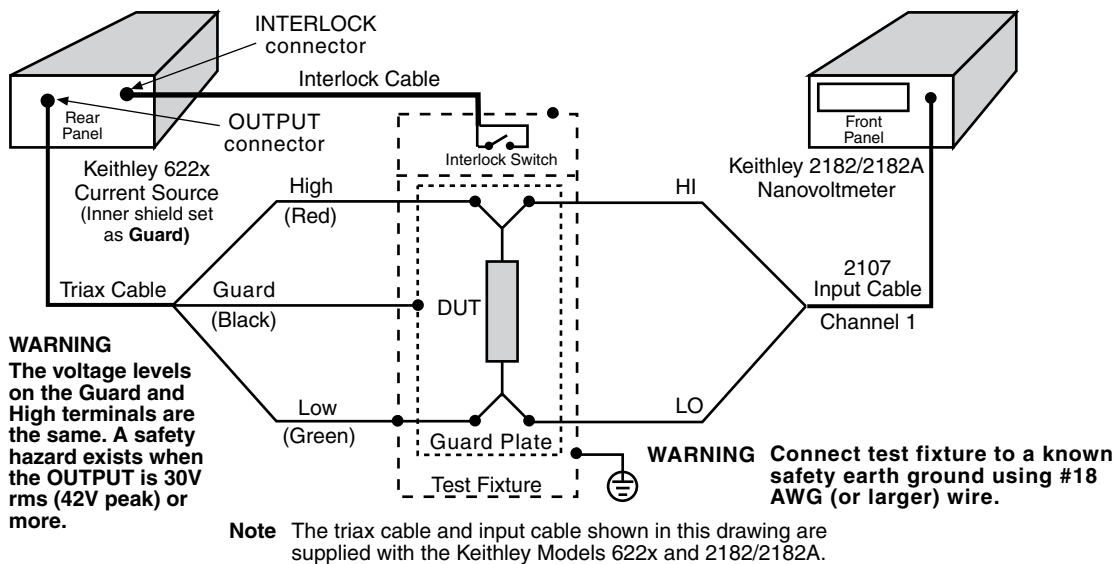 INTERLOCK
connector
Interlock Cable
Rear
Panel
OUTPUT
connector
Interlock Switch
Front
Panel
Keithley 622x
Current Source
(Inner shield set
as Guard)
Keithley 2182/2182A
Nanovoltmeter
High
(Red)
HI
Triax Cable
Guard
(Black)
DUT
2107
Input Cable
Channel 1
WARNING
The voltage levels
on the Guard and
High terminals are
the same. A safety
hazard exists when
the OUTPUT is 30V
rms (42V peak) or
more.
Low
(Green)
LO
Guard Plate
Test Fixture
WARNING Connect test fixture to a known
safety earth ground using #18
AWG (or larger) wire.
Note The triax cable and input cable shown in this drawing are
supplied with the Keithley Models 622x and 2182/2182A.